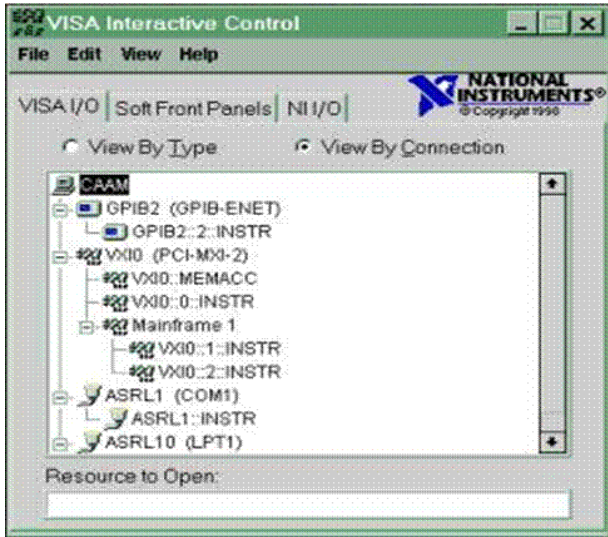 VISA Interactive Control
File Edit View Help
NATIONAL
INSTRUMENTS®
© Copyright 1998
VISA I/O Soft Front Panels NI I/O
View By Type View By Connection
CAAM
GPIB2 (GPIB-ENET)
GPIB2::2::INSTR
VXI0 (PCI-MXI-2)
VXI0::MEMACC
VXI0::0::INSTR
Mainframe 1
VXI0::1::INSTR
VXI0::2::INSTR
ASRL1 (COM1)
ASRL1::INSTR
ASRL10 (LPT1)
Resource to Open: